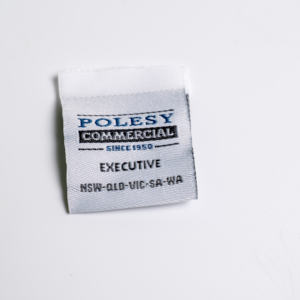 POLESY
COMMERCIAL
SINCE 1950
EXECUTIVE
NSW-QLD-VIC-SA-WA